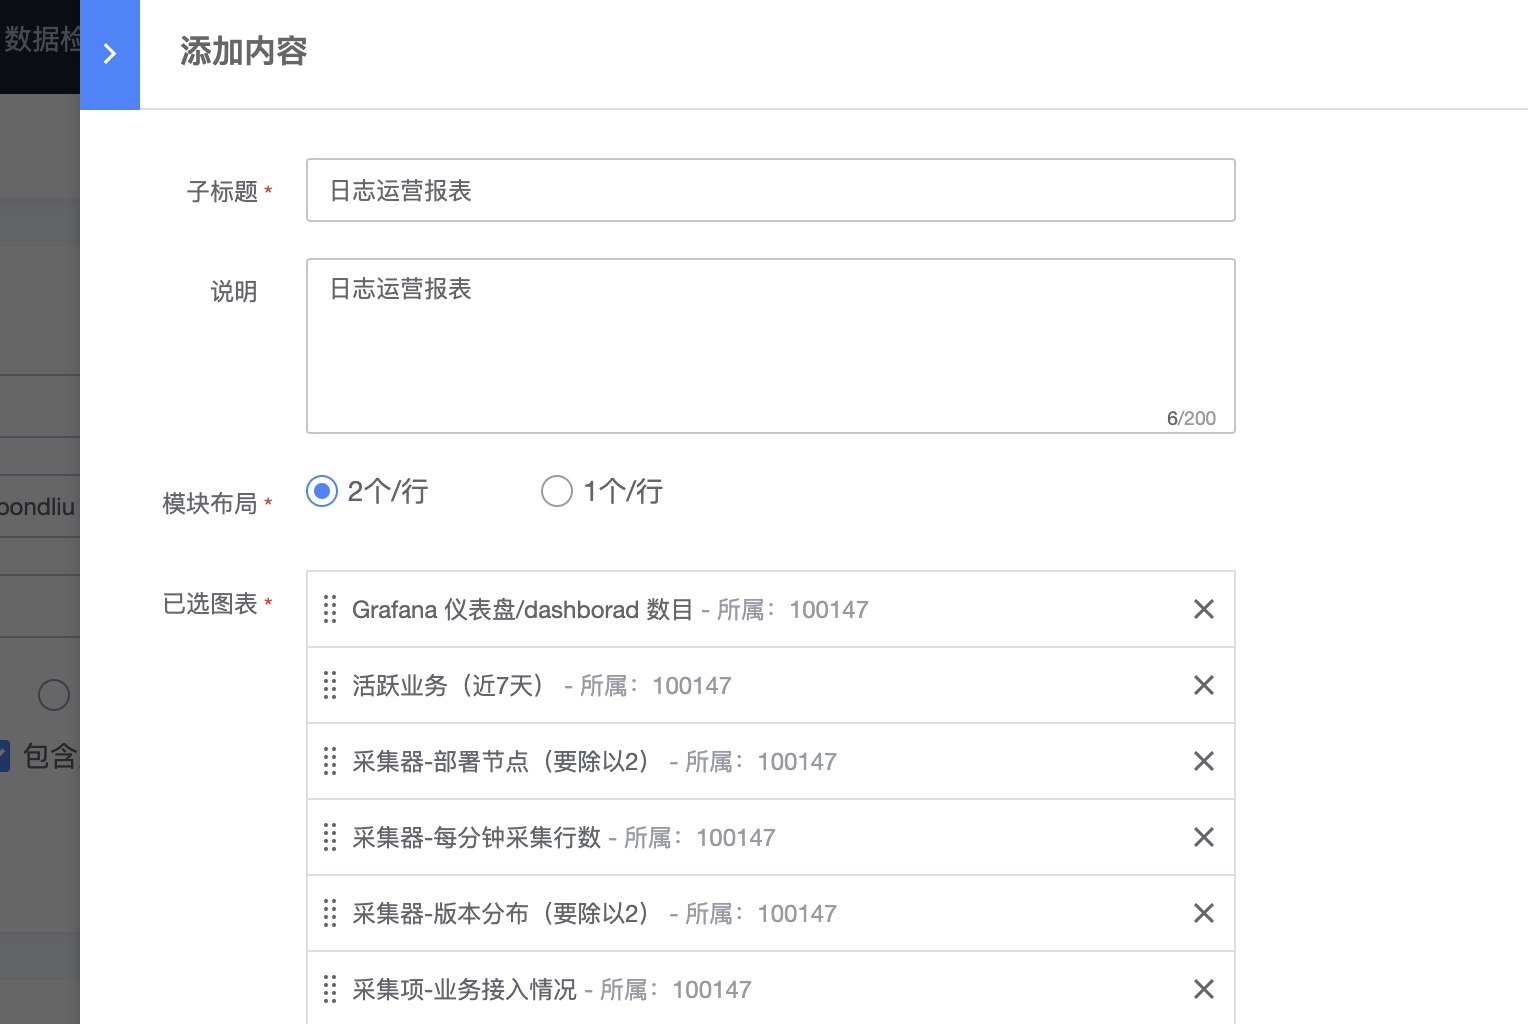 数据检
添加内容
子标题 *
日志运营报表
说明
日志运营报表
6/200
模块布局 *
2个/行
1个/行
bondliu
已选图表 *
Grafana 仪表盘/dashborad 数目 - 所属：100147
活跃业务（近7天） - 所属：100147
包含
采集器-部署节点（要除以2） - 所属：100147
采集器-每分钟采集行数 - 所属：100147
采集器-版本分布（要除以2） - 所属：100147
采集项-业务接入情况 - 所属：100147